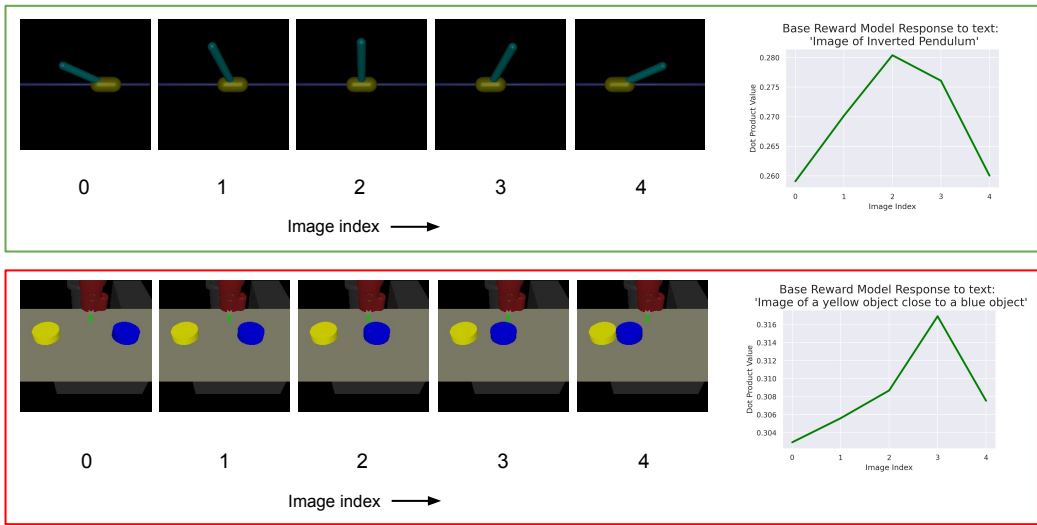 0 1 2 3 4
Image index
Base Reward Model Response to text:
'Image of Inverted Pendulum'
0.280
0.275
0.270
0.265
0.260
Dot Product Value
0 1 2 3 4
Image Index
0 1 2 3 4
Image index
Base Reward Model Response to text:
'Image of a yellow object close to a blue object'
0.316
0.314
0.312
0.310
0.308
0.306
0.304
Dot Product Value
0 1 2 3 4
Image Index